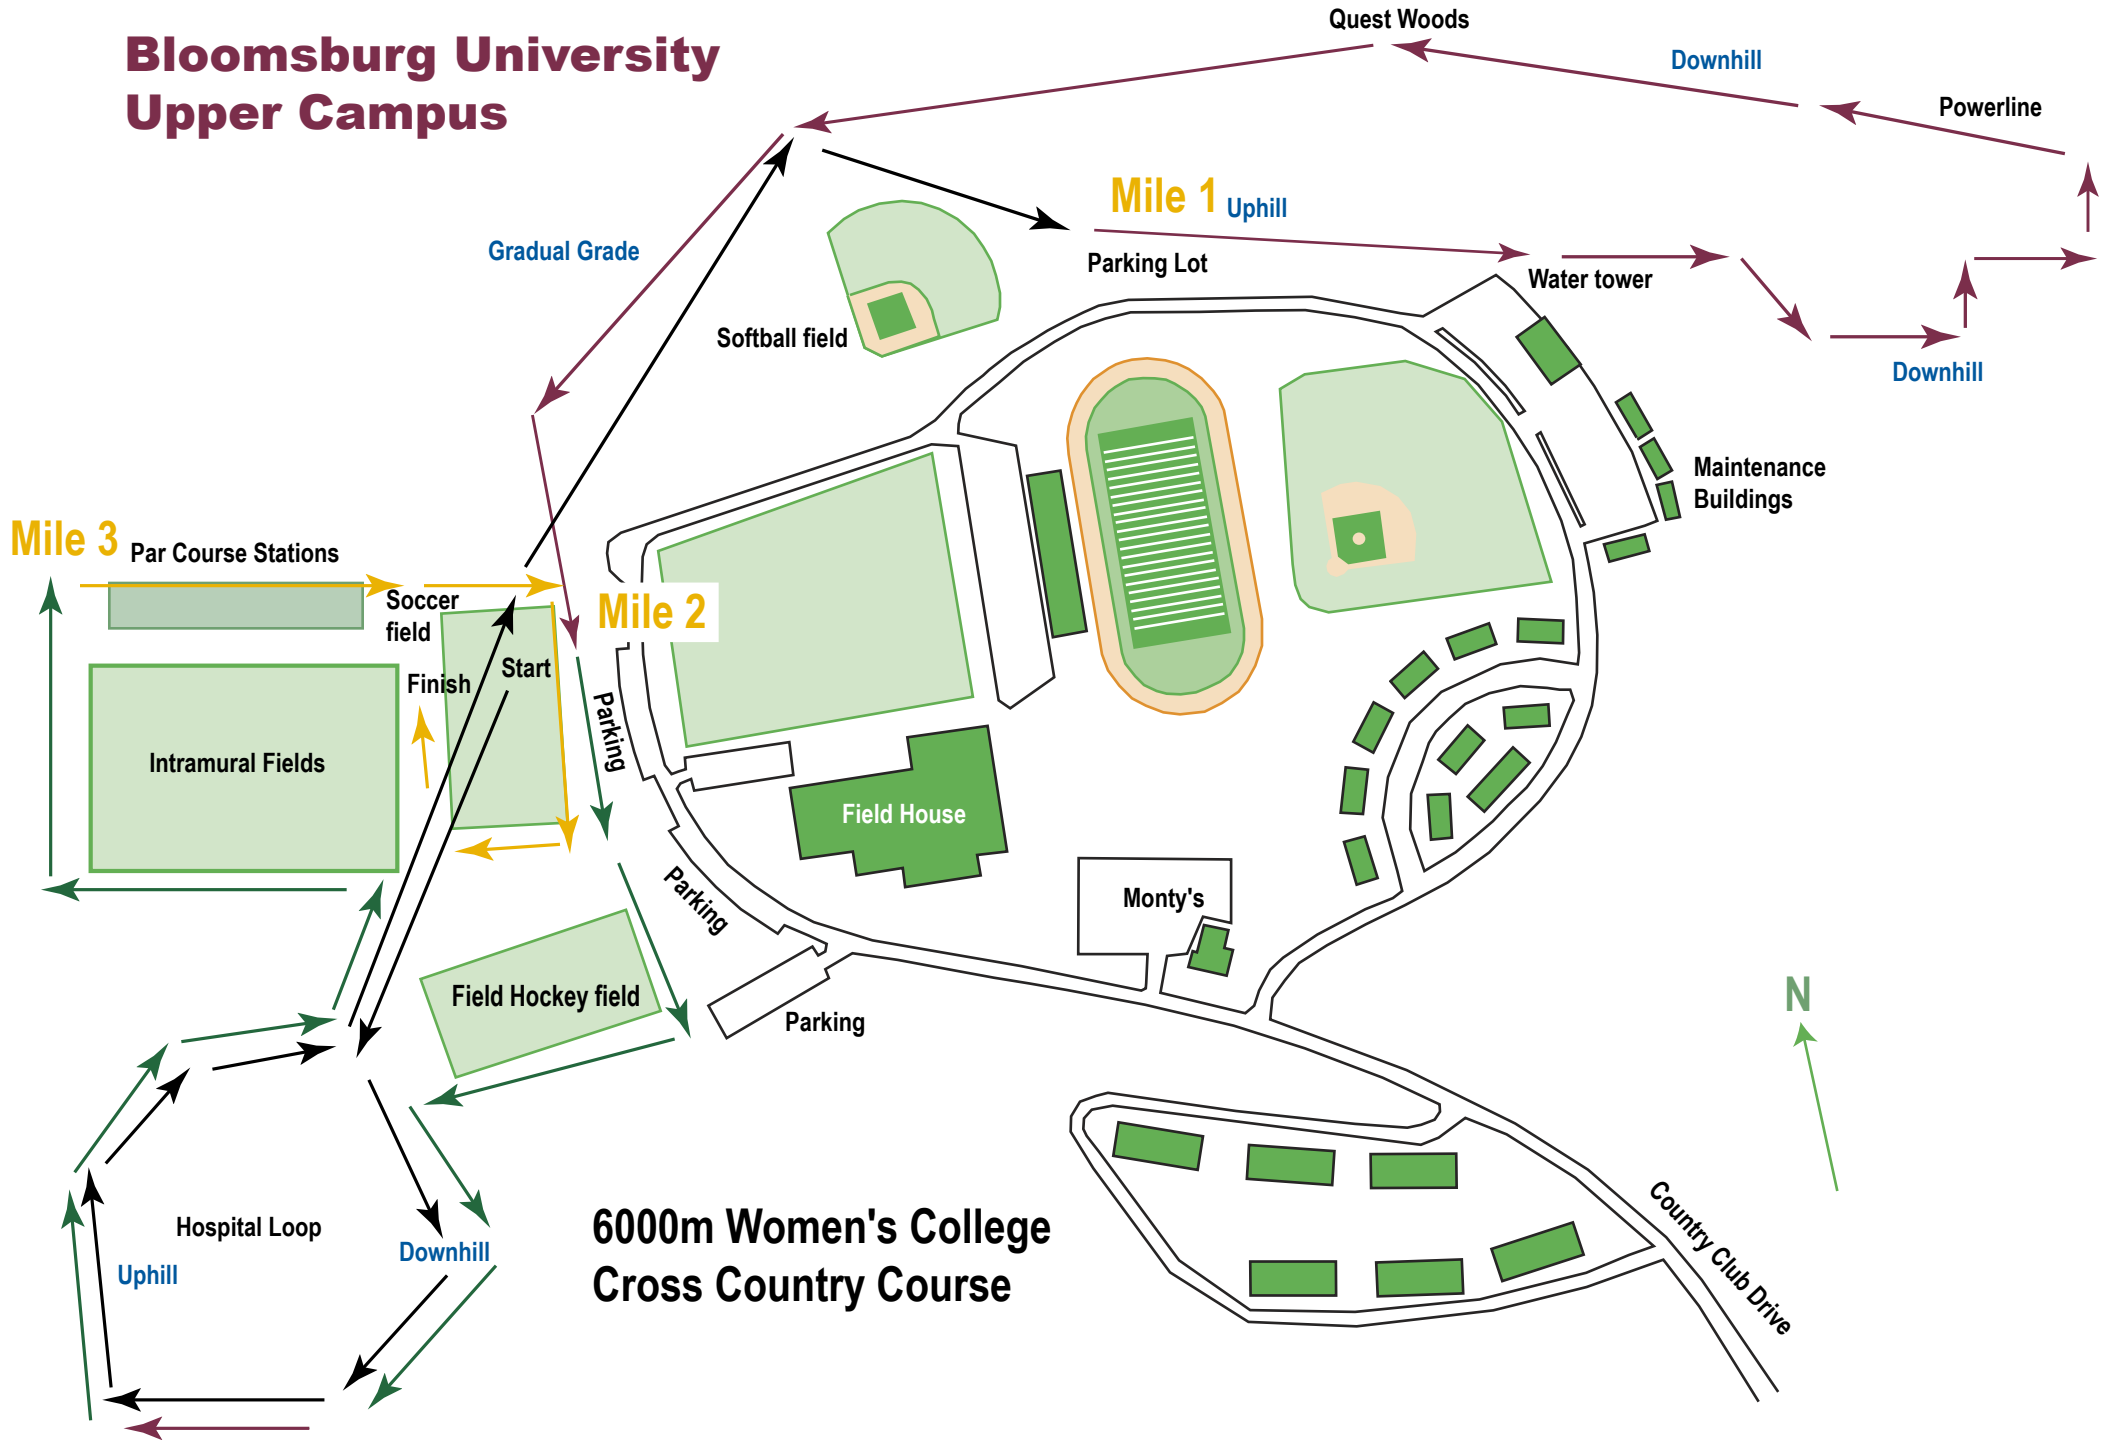 Bloomsburg University
Upper Campus
Quest Woods
Downhill
Powerline
Mile 1
Uphill
Gradual Grade
Parking Lot
Water tower
Softball field
Downhill
Maintenance
Buildings
Mile 3
Par Course Stations
Soccer
field
Mile 2
Start
Finish
Parking
Intramural Fields
Field House
Parking
Monty's
Field Hockey field
Parking
N
Hospital Loop
Downhill
Uphill
6000m Women's College
Cross Country Course
Country Club Drive